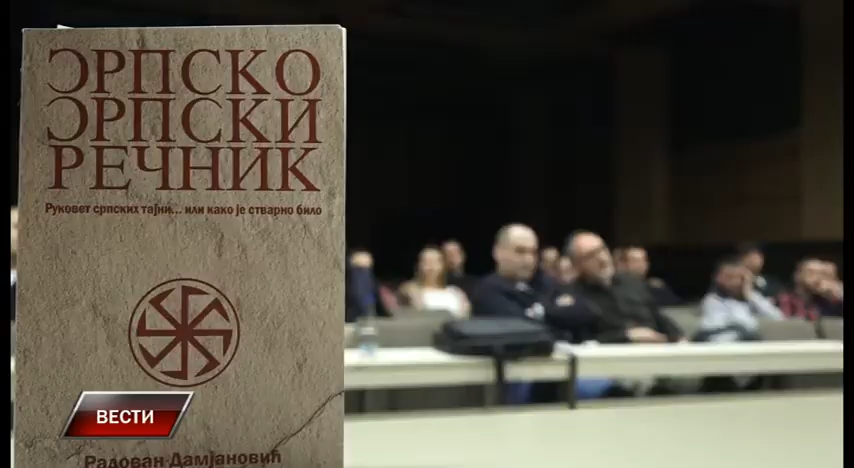 СРПСКО
СРПСКИ
РЕЧНИК
Руковет српских тајни... или како је стварно било
ВЕСТИ
Радован Дамјановић